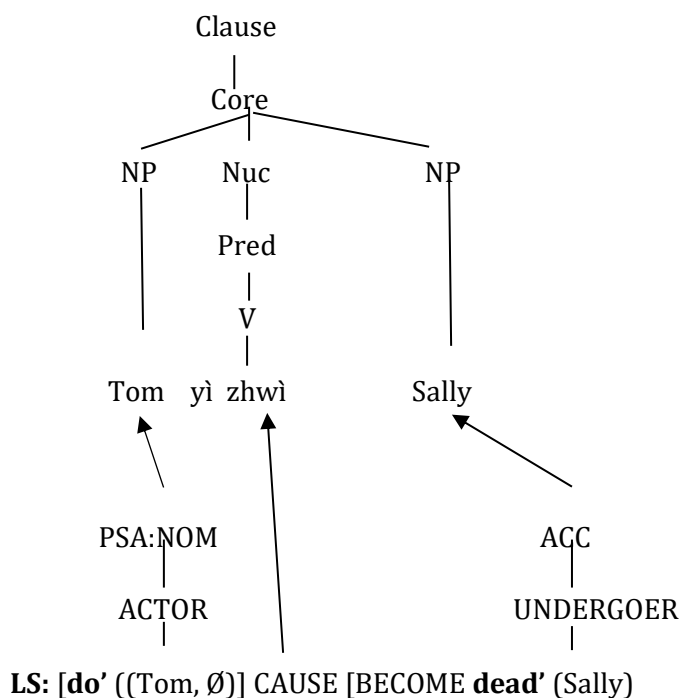 Clause
Core
NP Nuc NP
Pred
V
Tom yì zhwì Sally
PSA:NOM ACC
ACTOR UNDERGOER
LS: [do’ ((Tom, Ø)] CAUSE [BECOME dead’ (Sally)